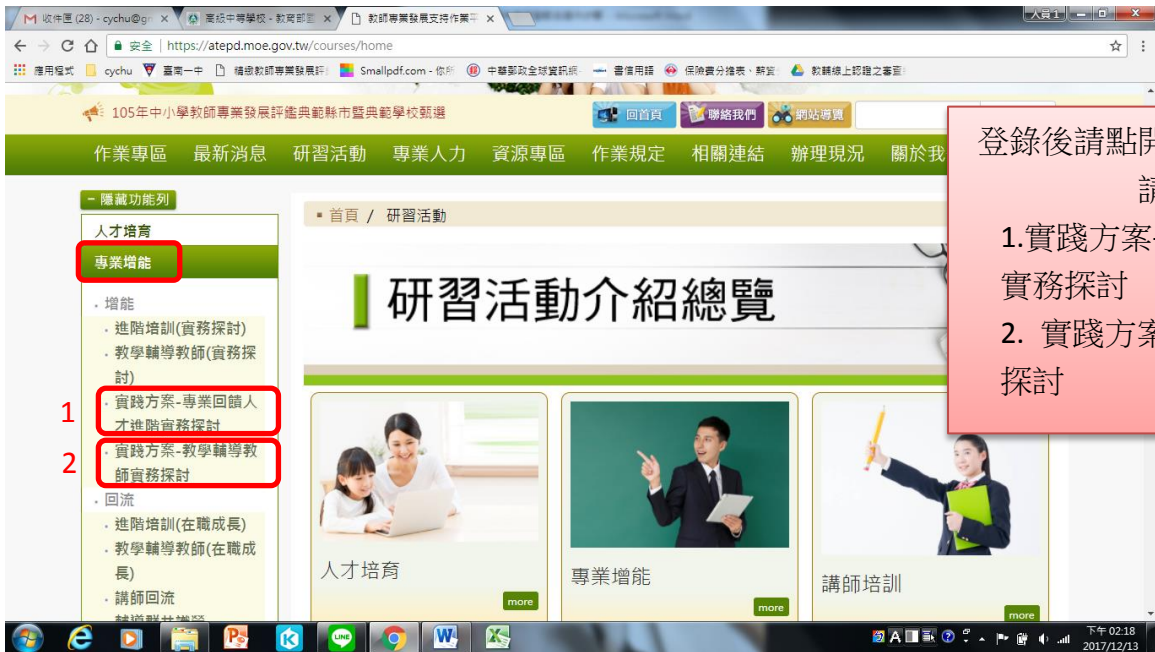 收件匣 (28) - cychu@gr
高級中等學校 - 教育部
教師專業發展支持作業平
人員1
安全 | https://atepd.moe.gov.tw/courses/home
應用程式
cychu
臺南一中
精緻教師專業發展評
Smallpdf.com - 你所
中華郵政全球資訊網-
書信用語
保險費分擔表、薪資
教輔線上認證之審查
105年中小學教師專業發展評鑑典範縣市暨典範學校甄選
回首頁
聯絡我們
網站導覽
作業專區 最新消息 研習活動 專業人力 資源專區 作業規定 相關連結 辦理現況 關於我
登錄後請點開
請
1.實踐方案-
實務探討
2. 實踐方案
探討
- 隱藏功能列
人才培育
專業增能
增能
進階培訓(實務探討)
教學輔導教師(實務探
討)
1
實踐方案-專業回饋人
才進階實務探討
2
實踐方案-教學輔導教
師實務探討
回流
進階培訓(在職成長)
教學輔導教師(在職成
長)
講師回流
首頁 / 研習活動
研習活動介紹總覽
人才培育
more
專業增能
more
講師培訓
more
LINE
A
下午 02:18
2017/12/13